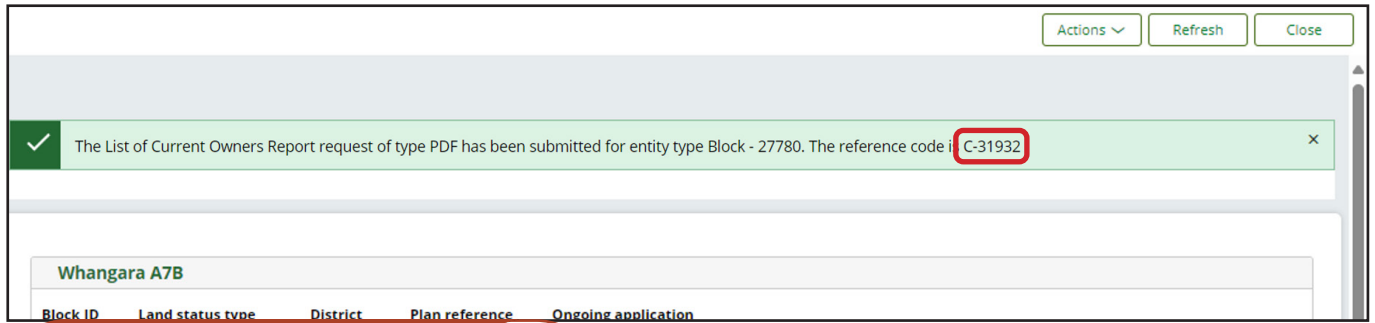 Actions Refresh Close
The List of Current Owners Report request of type PDF has been submitted for entity type Block - 27780. The reference code is C-31932
Whangara A7B
Block ID Land status type District Plan reference Ongoing application